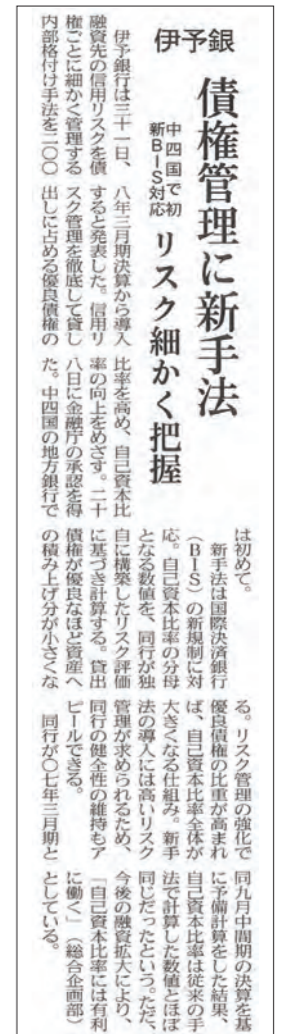 伊予銀
債権管理に新手法
中四国で初
新BIS対応
リスク細かく把握
伊予銀行は三十一日、
融資先の信用リスクを債
権ごとに細かく管理する
内部格付け手法を二〇〇
八年三月期決算から導入
すると発表した。信用リ
スク管理を徹底して貸し
出しに占める優良債権の
比率を高め、自己資本比
率の向上をめざす。二十
八日に金融庁の承認を得
た。中四国の地方銀行で
は初めて。
新手法は国際決済銀行
（BIS）の新規制に対
応。自己資本比率の分母
となる数値を、同行が独
自に構築したリスク評価
に基づき計算する。貸出
債権が優良なほど資産へ
の積み上げ分が小さくな
る。リスク管理の強化で
優良債権の比重が高まれ
ば、自己資本比率全体が
大きくなる仕組み。新手
法の導入には高いリスク
管理が求められるため、
同行の健全性の維持もア
ピールできる。
同行が〇七年三月期と
同九月中間期の決算を基
に予備計算をした結果、
自己資本比率は従来の手
法で計算した数値とほぼ
同じだったという。ただ、
今後の融資拡大により、
「自己資本比率には有利
に働く」（総合企画部）
としている。